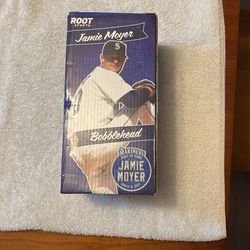 ROOT
SPORTS
Jamie Moyer
Bobblehead
MARINERS
HALL OF FAME
JAMIE
MOYER